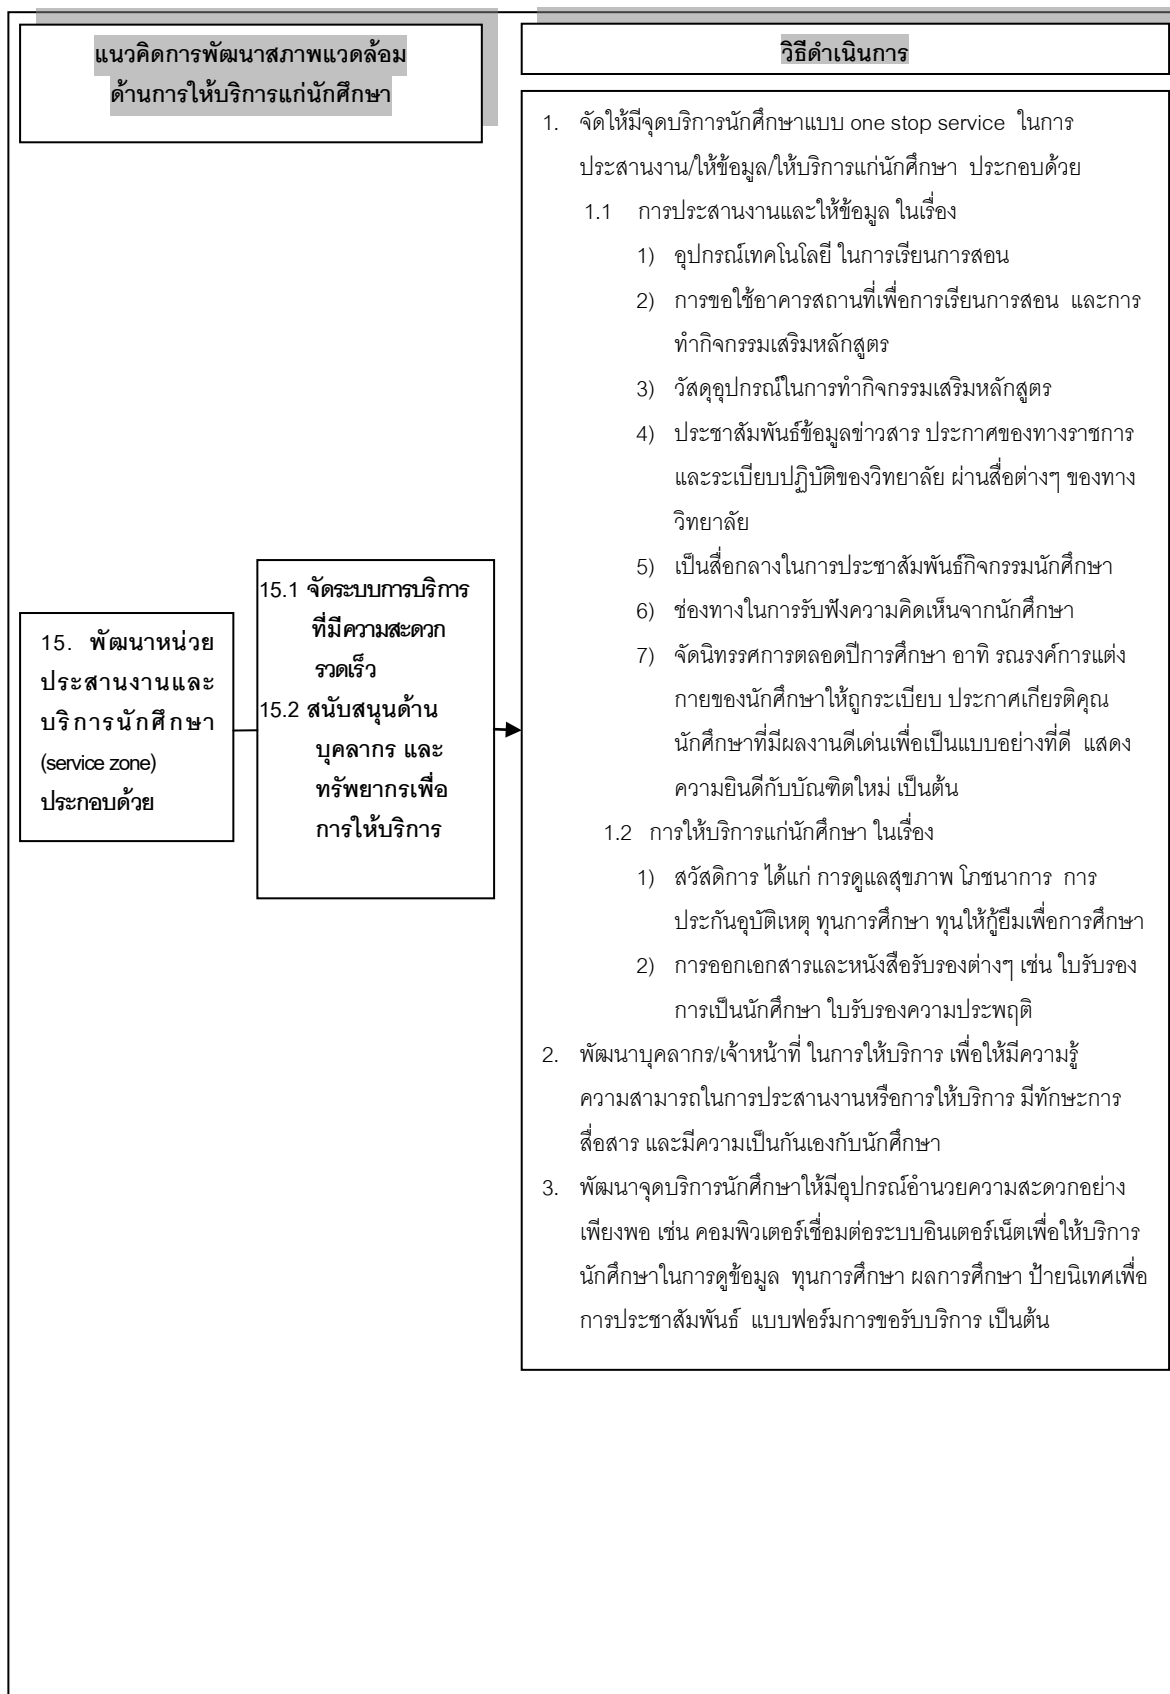 แนวคิดการพัฒนาสภาพแวดล้อม
ด้านการให้บริการแก่นักศึกษา
วิธีดำเนินการ
15. พัฒนาหน่วย
ประสานงานและ
บริการนักศึกษา
(service zone)
ประกอบด้วย
15.1 จัดระบบการบริการ
ที่มีความสะดวก
รวดเร็ว
15.2 สนับสนุนด้าน
บุคลากร และ
ทรัพยากรเพื่อ
การให้บริการ
1. จัดให้มีจุดบริการนักศึกษาแบบ one stop service ในการ
ประสานงาน/ให้ข้อมูล/ให้บริการแก่นักศึกษา ประกอบด้วย
1.1 การประสานงานและให้ข้อมูล ในเรื่อง
1) อุปกรณ์เทคโนโลยี ในการเรียนการสอน
2) การขอใช้อาคารสถานที่เพื่อการเรียนการสอน และการ
ทำกิจกรรมเสริมหลักสูตร
3) วัสดุอุปกรณ์ในการทำกิจกรรมเสริมหลักสูตร
4) ประชาสัมพันธ์ข้อมูลข่าวสาร ประกาศของทางราชการ
และระเบียบปฏิบัติของวิทยาลัย ผ่านสื่อต่างๆ ของทาง
วิทยาลัย
5) เป็นสื่อกลางในการประชาสัมพันธ์กิจกรรมนักศึกษา
6) ช่องทางในการรับฟังความคิดเห็นจากนักศึกษา
7) จัดนิทรรศการตลอดปีการศึกษา อาทิ รณรงค์การแต่ง
กายของนักศึกษาให้ถูกระเบียบ ประกาศเกียรติคุณ
นักศึกษาที่มีผลงานดีเด่นเพื่อเป็นแบบอย่างที่ดี แสดง
ความยินดีกับบัณฑิตใหม่ เป็นต้น
1.2 การให้บริการแก่นักศึกษา ในเรื่อง
1) สวัสดิการ ได้แก่ การดูแลสุขภาพ โภชนาการ การ
ประกันอุบัติเหตุ ทุนการศึกษา ทุนให้กู้ยืมเพื่อการศึกษา
2) การออกเอกสารและหนังสือรับรองต่างๆ เช่น ใบรับรอง
การเป็นนักศึกษา ใบรับรองความประพฤติ
2. พัฒนาบุคลากร/เจ้าหน้าที่ ในการให้บริการ เพื่อให้มีความรู้
ความสามารถในการประสานงานหรือการให้บริการ มีทักษะการ
สื่อสาร และมีความเป็นกันเองกับนักศึกษา
3. พัฒนาจุดบริการนักศึกษาให้มีอุปกรณ์อำนวยความสะดวกอย่าง
เพียงพอ เช่น คอมพิวเตอร์เชื่อมต่อระบบอินเตอร์เน็ตเพื่อให้บริการ
นักศึกษาในการดูข้อมูล ทุนการศึกษา ผลการศึกษา ป้ายนิเทศเพื่อ
การประชาสัมพันธ์ แบบฟอร์มการขอรับบริการ เป็นต้น